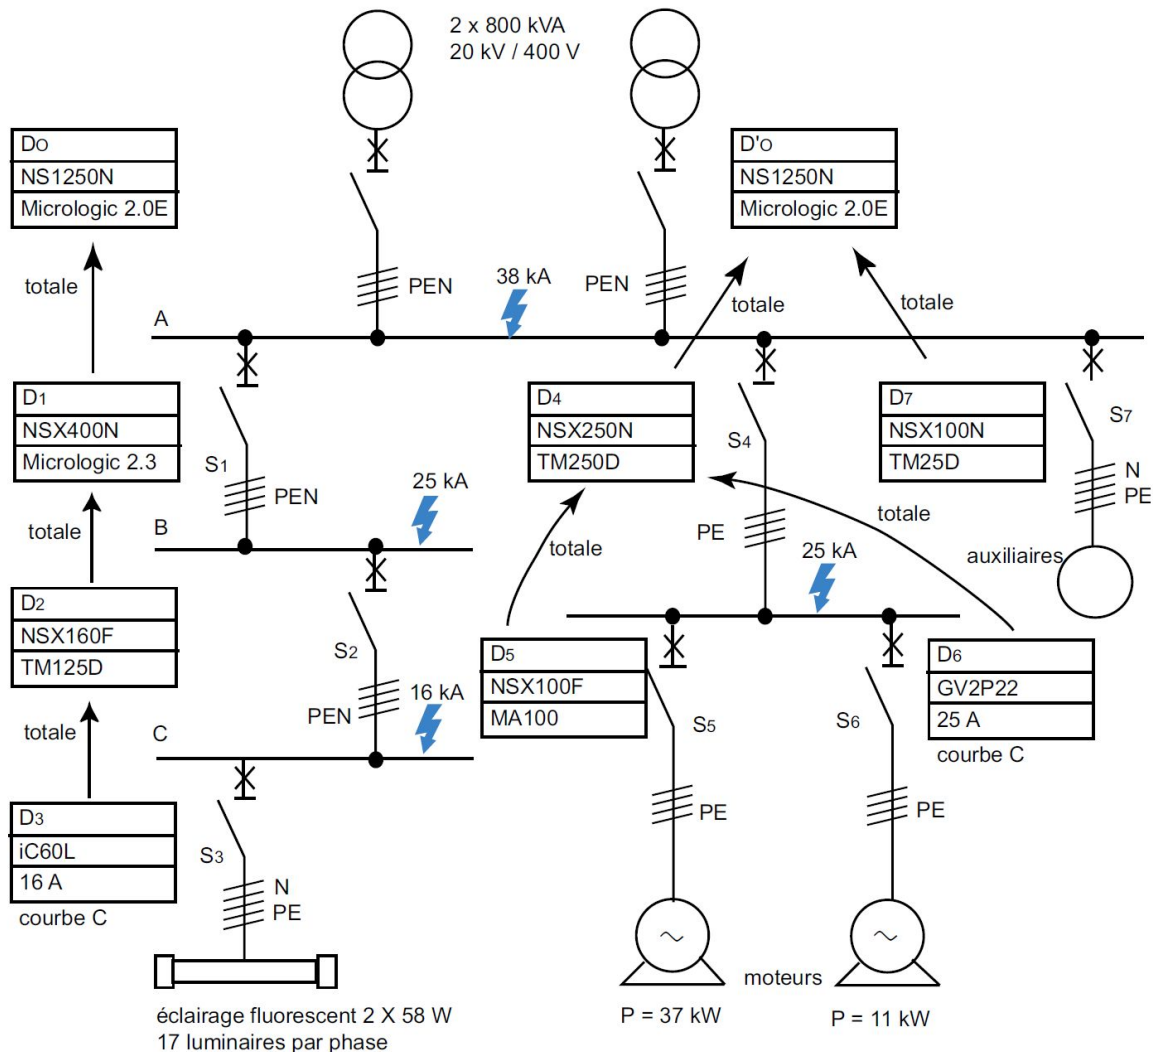 2 x 800 kVA
20 kV / 400 V
DO
NS1250N
Micrologic 2.0E
D'O
NS1250N
Micrologic 2.0E
totale
PEN
38 kA
PEN
totale
totale
A
D1
NSX400N
Micrologic 2.3
S1
PEN
D4
NSX250N
TM250D
S4
D7
NSX100N
TM25D
S7
N
PE
25 kA
totale
B
totale
PE
totale
25 kA
auxiliaires
D2
NSX160F
TM125D
S2
PEN
16 kA
D5
NSX100F
MA100
S5
S6
D6
GV2P22
25 A
courbe C
totale
C
D3
iC60L
16 A
courbe C
S3
N
PE
PE
PE
moteurs
éclairage fluorescent 2 X 58 W
17 luminaires par phase
P = 37 kW
P = 11 kW